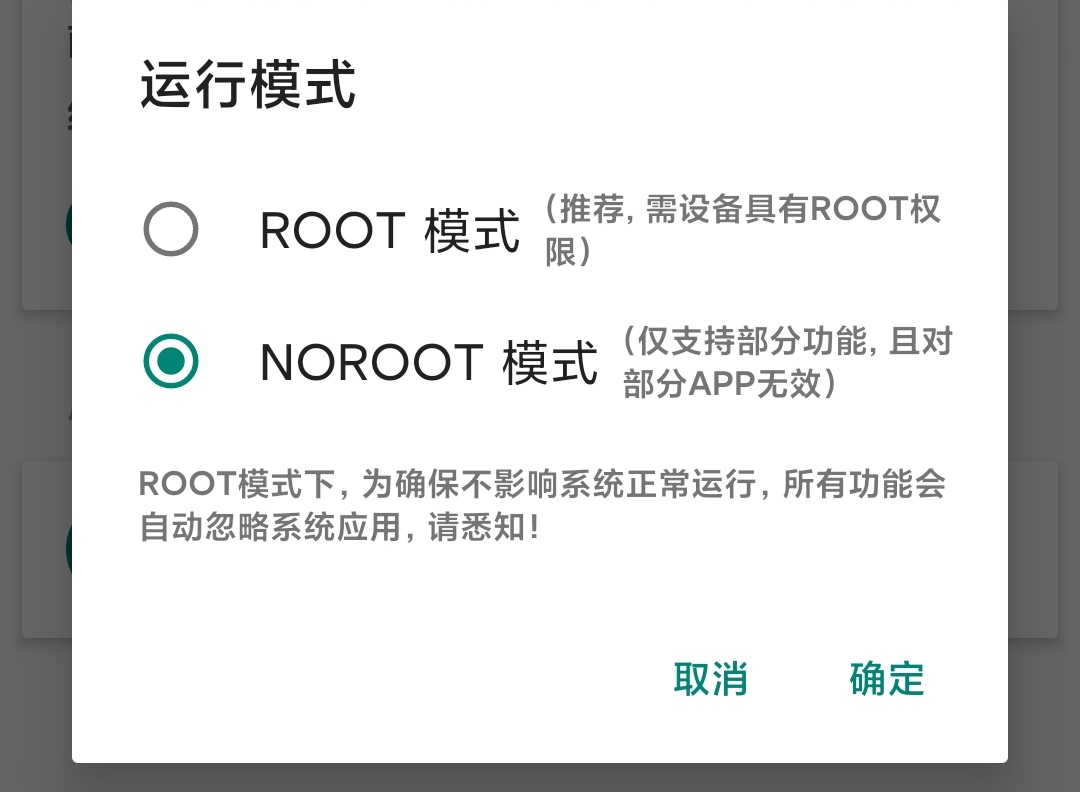 运行模式
ROOT 模式
（推荐, 需设备具有ROOT权
限）
NOROOT 模式
（仅支持部分功能, 且对
部分APP无效）
ROOT模式下，为确保不影响系统正常运行，所有功能会
自动忽略系统应用，请悉知！
取消
确定